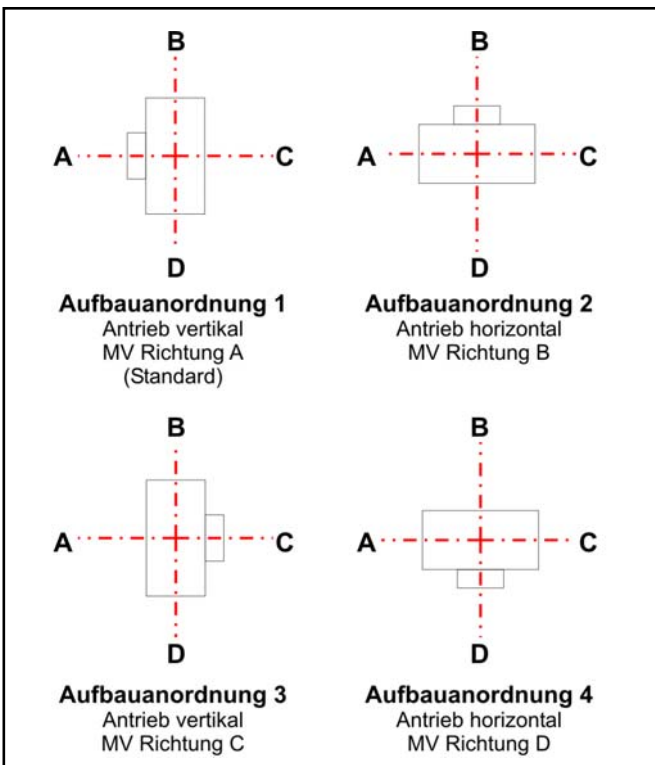 B
A
C
D
Aufbauanordnung 1
Antrieb vertikal
MV Richtung A
(Standard)
B
A
C
D
Aufbauanordnung 2
Antrieb horizontal
MV Richtung B
B
A
C
D
Aufbauanordnung 3
Antrieb vertikal
MV Richtung C
B
A
C
D
Aufbauanordnung 4
Antrieb horizontal
MV Richtung D